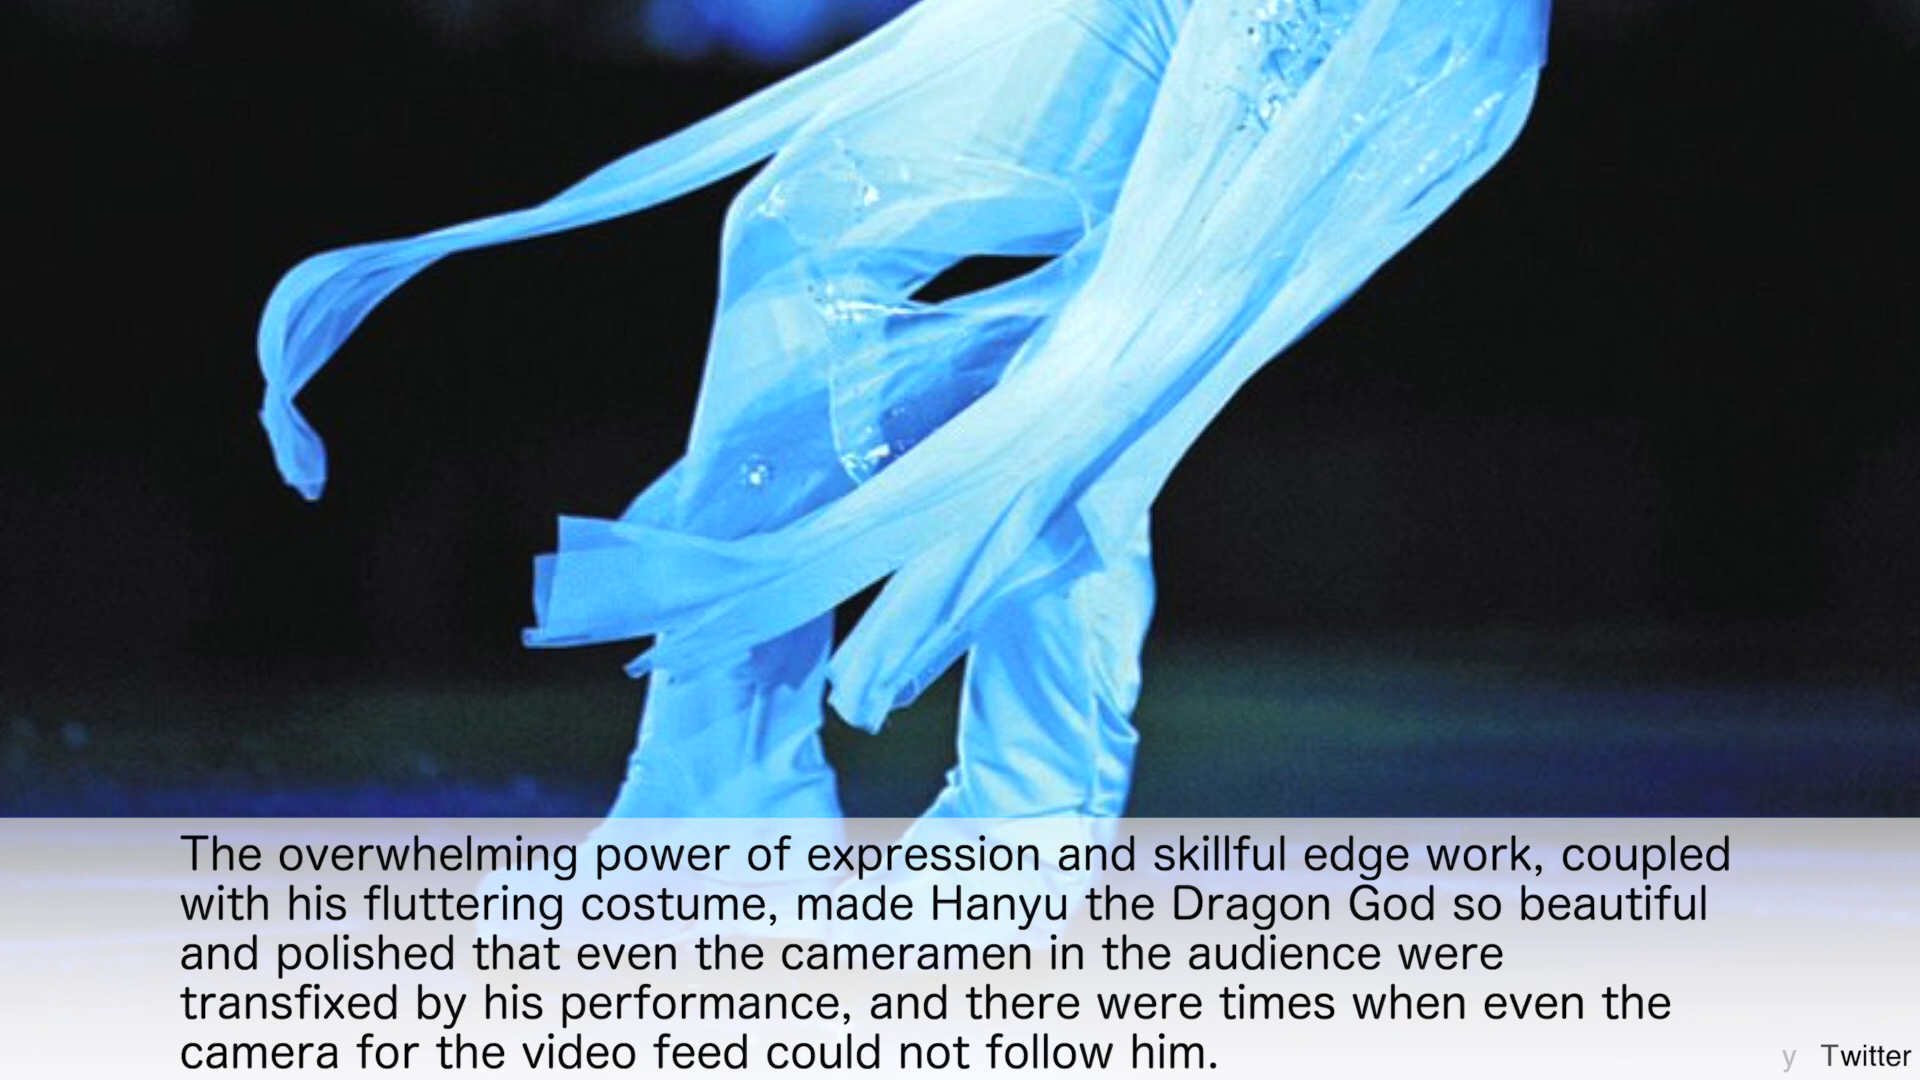 The overwhelming power of expression and skillful edge work, coupled
with his fluttering costume, made Hanyu the Dragon God so beautiful
and polished that even the cameramen in the audience were
transfixed by his performance, and there were times when even the
camera for the video feed could not follow him.
y Twitter